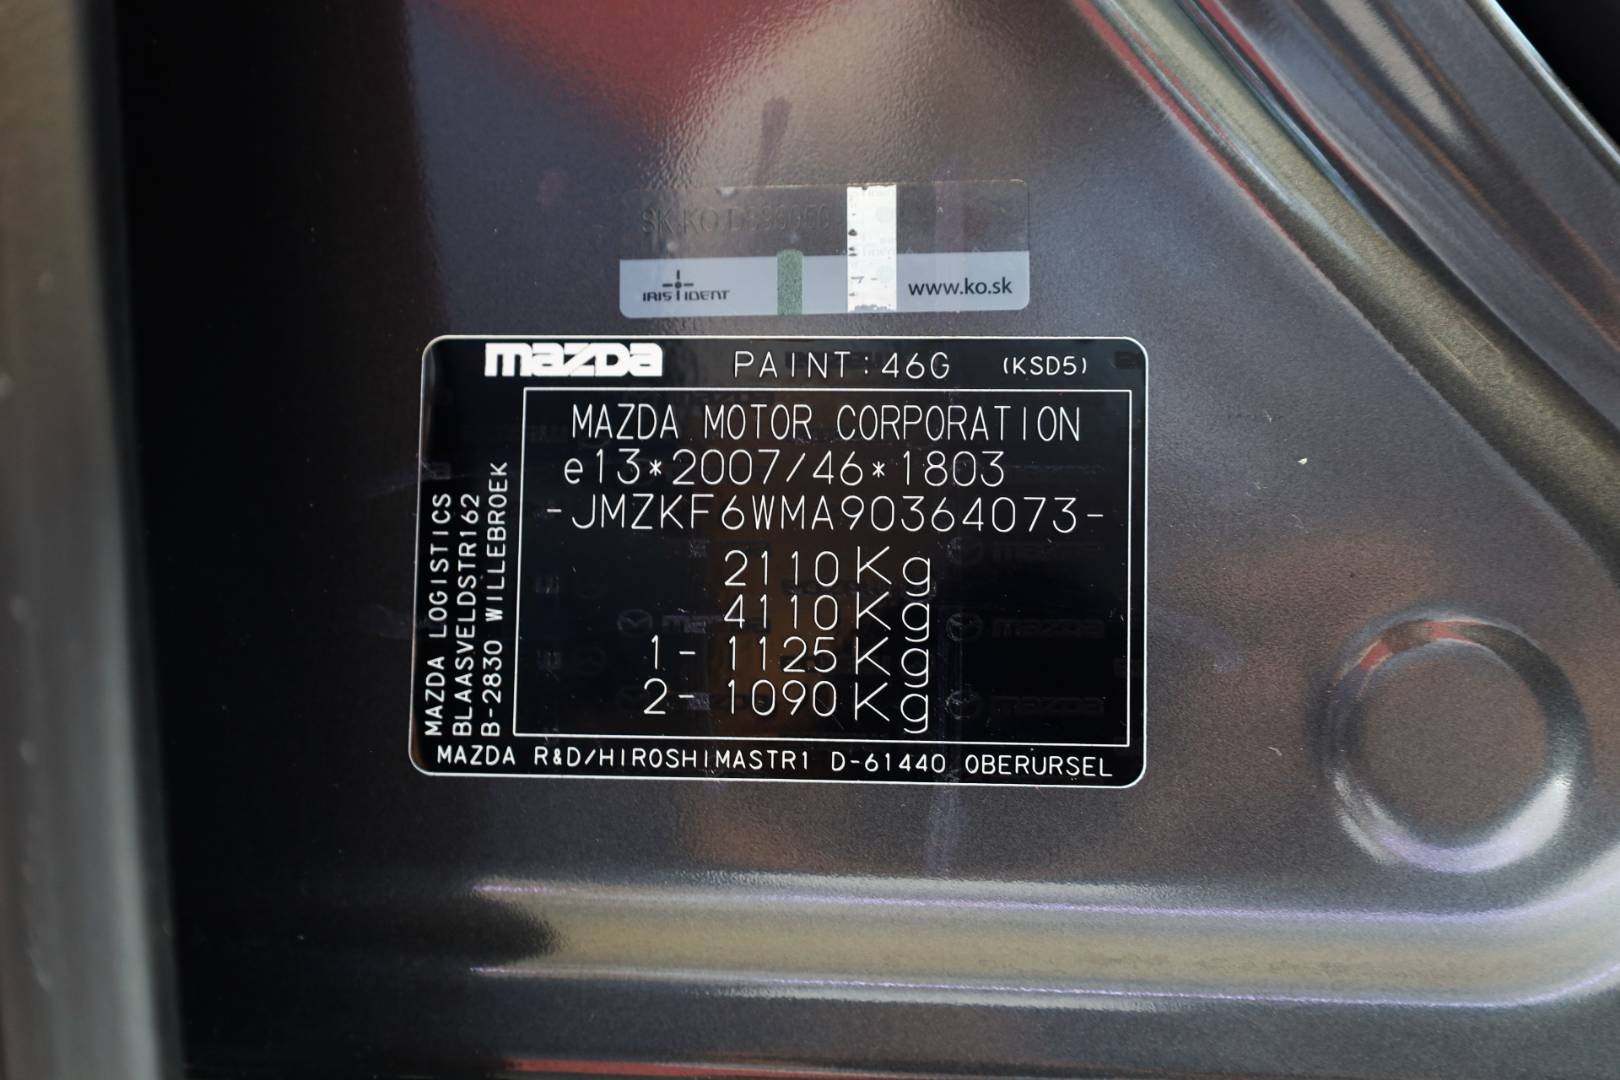 IRIS IDENT
www.ko.sk
mazda PAINT:46G (KSD5)
MAZDA MOTOR CORPORATION
e13*2007/46*1803
-JMZKF6WMA90364073-
2110Kg
4110Kg
1-1125Kg
2-1090Kg
MAZDA LOGISTICS
BLAASVELDSTR162
B-2830 WILLEBROEK
MAZDA R&D/HIROSHIMASTR1 D-61440 OBERURSEL